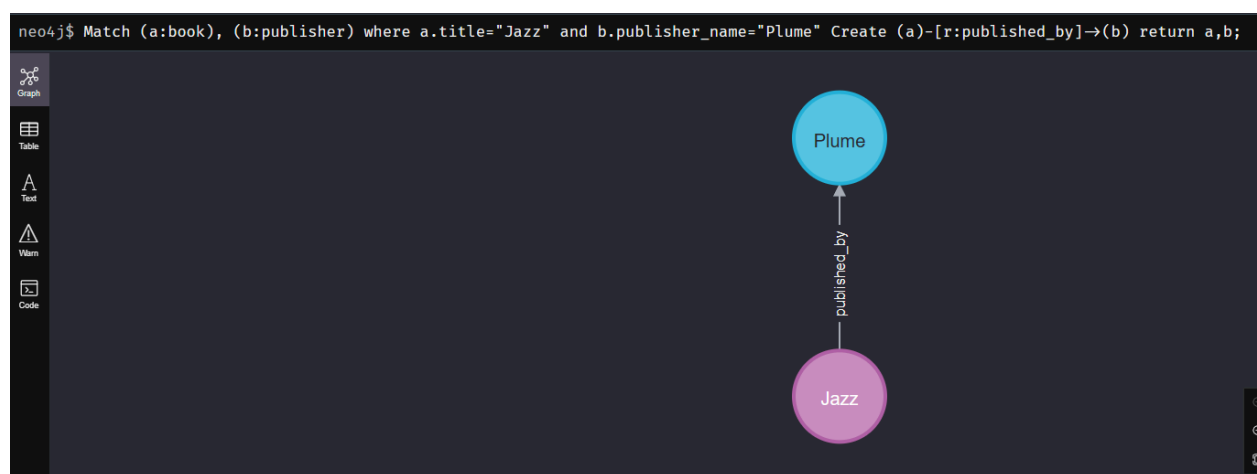 neo4j$ Match (a:book), (b:publisher) where a.title="Jazz" and b.publisher_name="Plume" Create (a)-[r:published_by]→(b) return a,b;
Graph
Table
Text
Warn
Code
Plume
published_by
Jazz